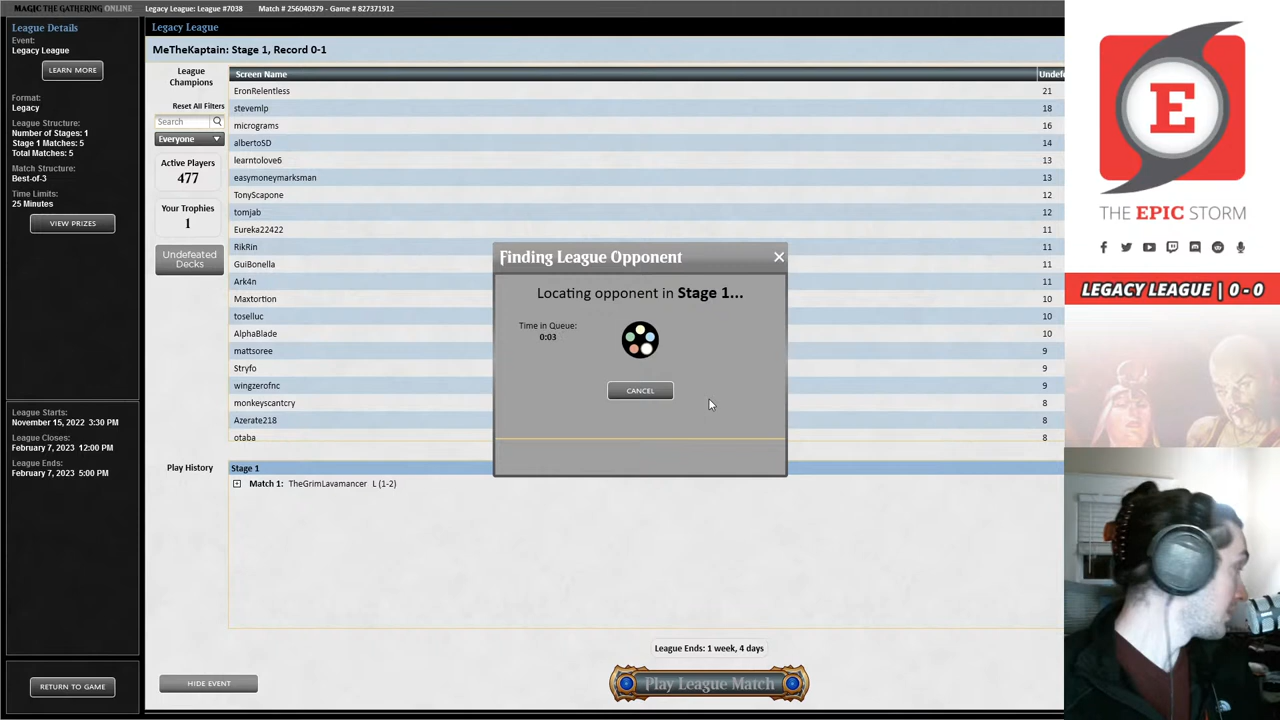 MAGIC THE GATHERING ONLINE
Legacy League: League #7038
Match # 256040379 - Game # 827371912
League Details
Event:
Legacy League
LEARN MORE
Format:
Legacy
League Structure:
Number of Stages: 1
Stage 1 Matches: 5
Total Matches: 5
Match Structure:
Best-of-3
Time Limits:
25 Minutes
VIEW PRIZES
League Starts:
November 15, 2022 3:30 PM
League Closes:
February 7, 2023 12:00 PM
League Ends:
February 7, 2023 5:00 PM
RETURN TO GAME
Legacy League
MeTheKaptain: Stage 1, Record 0-1
League
Champions
Reset All Filters
Search
Everyone
Active Players
477
Your Trophies
1
Undefeated
Decks
Screen Name
Undefe
EronRelentless 21
stevemlp 18
micrograms 16
albertoSD 14
learntolove6 13
easymoneymarksman 13
TonyScapone 12
tomjab 12
Eureka22422 11
RikRin 11
GuiBonella 11
Ark4n 11
Maxtortion 10
toselluc 10
AlphaBlade 10
mattsoree 9
Stryfo 9
wingzerofnc 9
monkeyscantcry 8
Azerate218 8
otaba 8
Finding League Opponent
Locating opponent in Stage 1...
Time in Queue:
0:03
CANCEL
Play History
Stage 1
Match 1: TheGrimLavamancer L (1-2)
League Ends: 1 week, 4 days
HIDE EVENT
Play League Match
E
THE EPIC STORM
LEGACY LEAGUE | 0 - 0